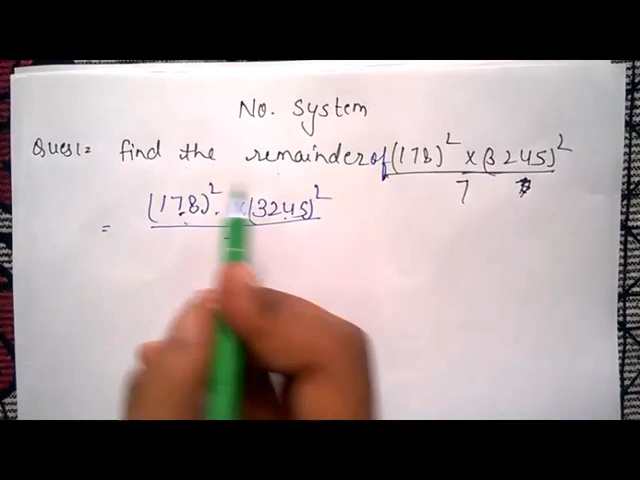 No. System
Ques1= find the remainder of (178)² × (3245)²
7
= (178)² × (3245)²